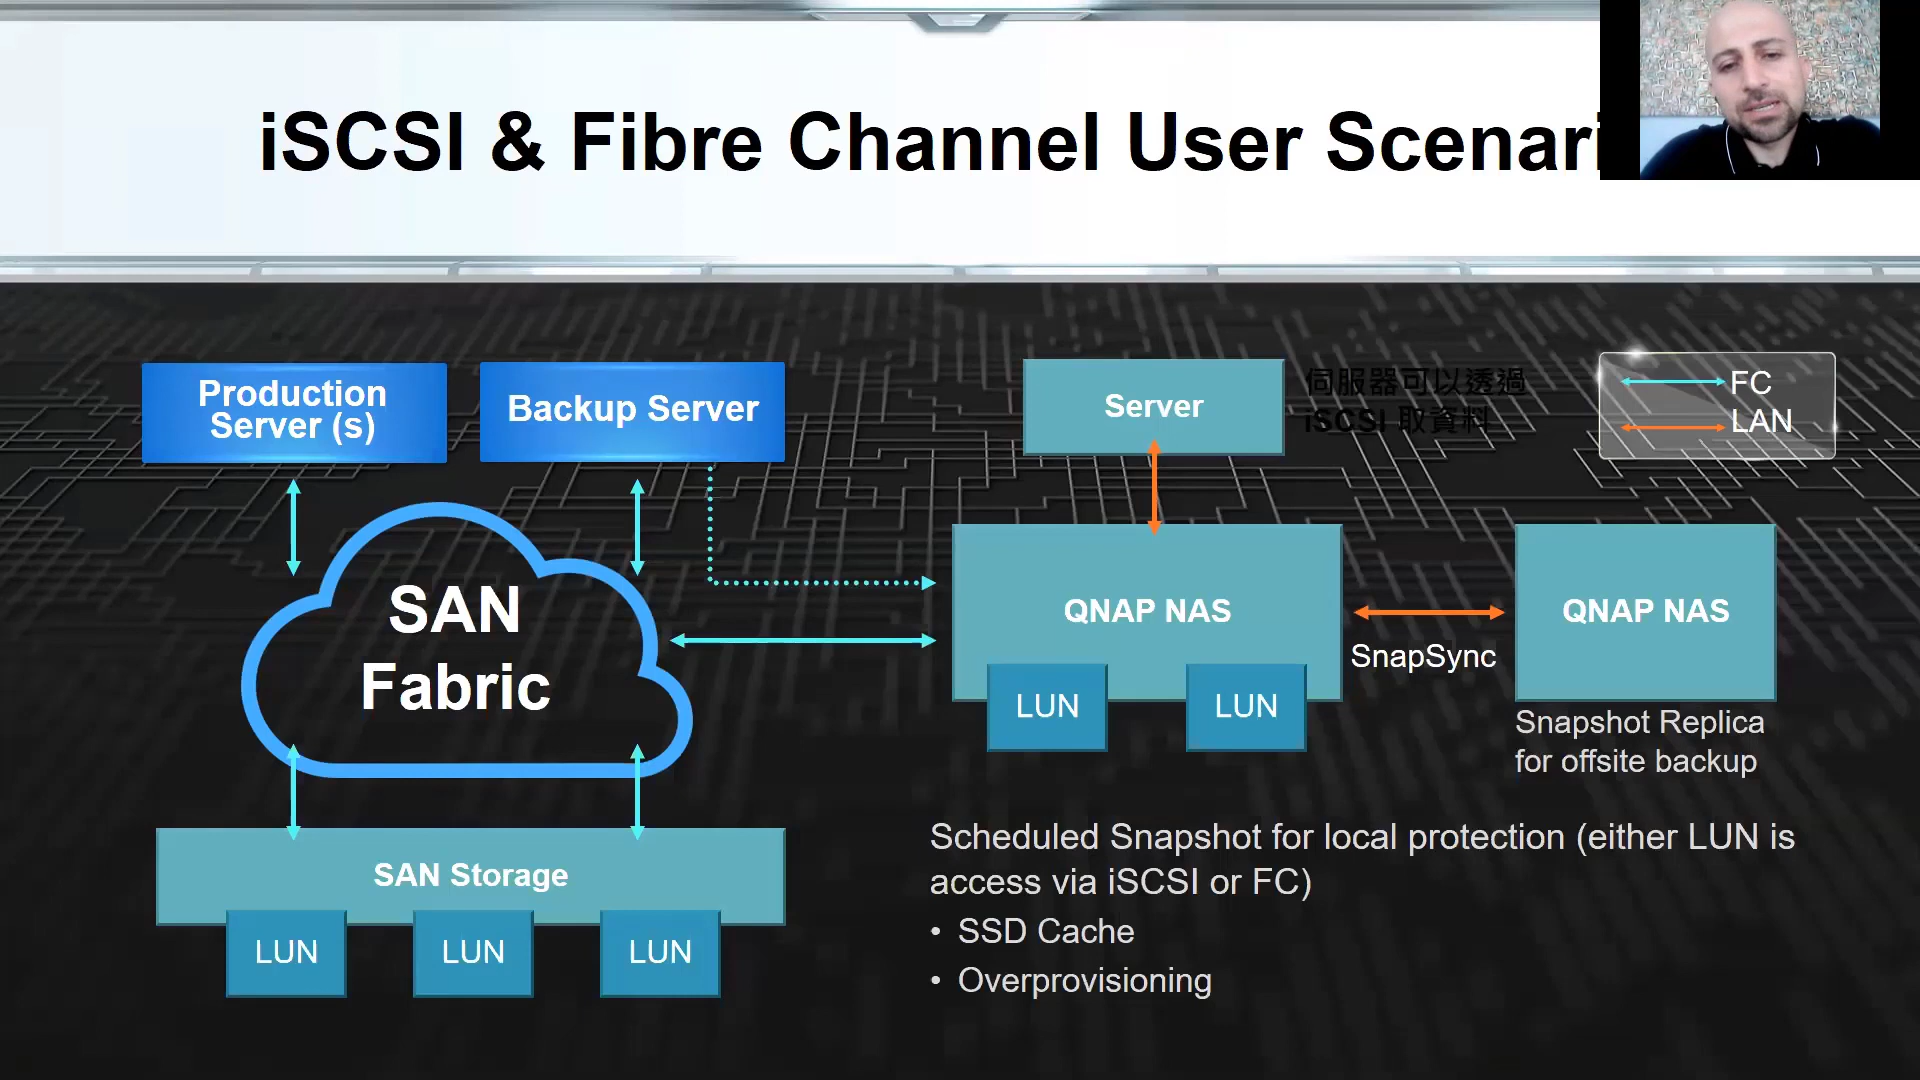 iSCSI & Fibre Channel User Scenari
Production
Server (s)
Backup Server
Server
伺服器可以透過
iSCSI 取資料
FC
LAN
SAN
Fabric
QNAP NAS
LUN
LUN
SnapSync
QNAP NAS
Snapshot Replica
for offsite backup
SAN Storage
LUN
LUN
LUN
Scheduled Snapshot for local protection (either LUN is
access via iSCSI or FC)
• SSD Cache
• Overprovisioning